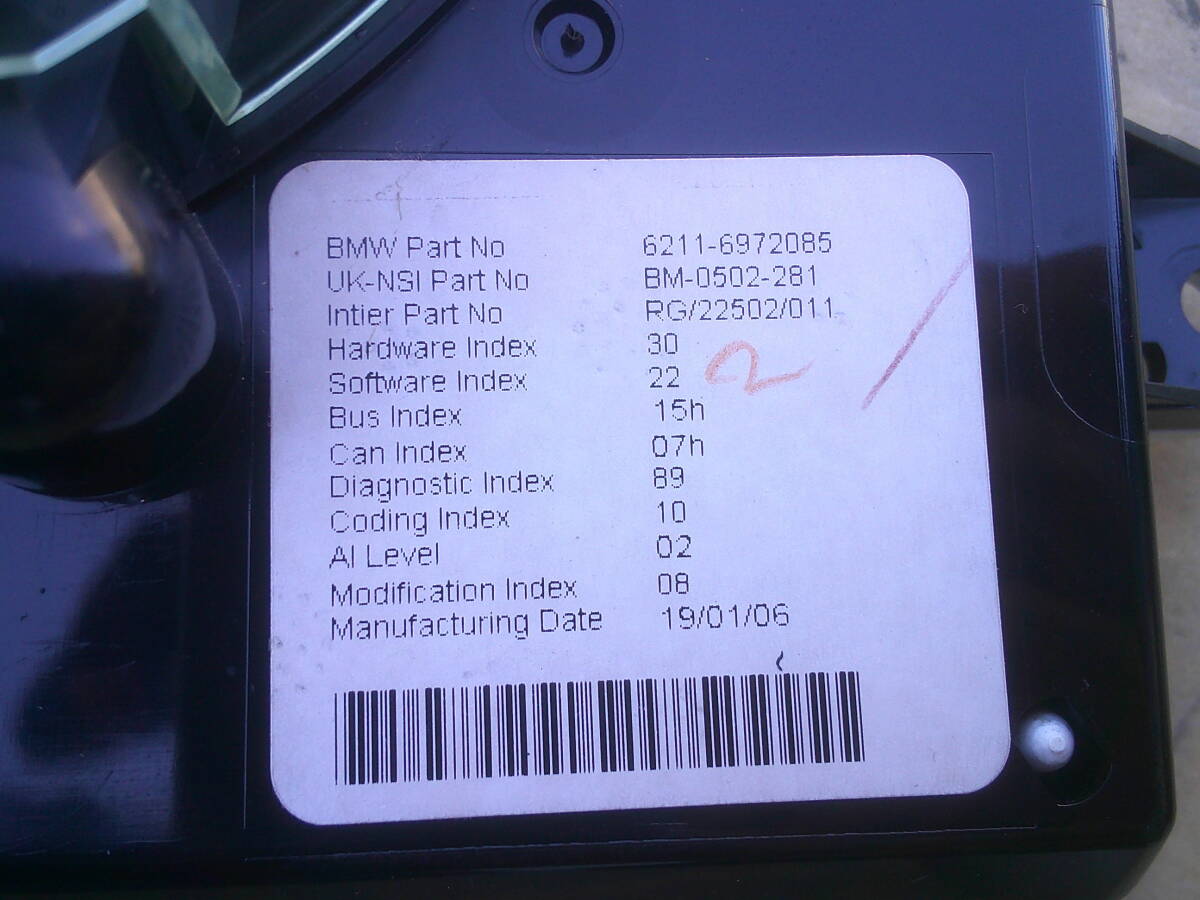 BMW Part No 6211-6972085
UK-NSI Part No BM-0502-281
Intier Part No RG/22502/011
Hardware Index 30
Software Index 22
2
Bus Index 15h
Can Index 07h
Diagnostic Index 89
Coding Index 10
AI Level 02
Modification Index 08
Manufacturing Date 19/01/06